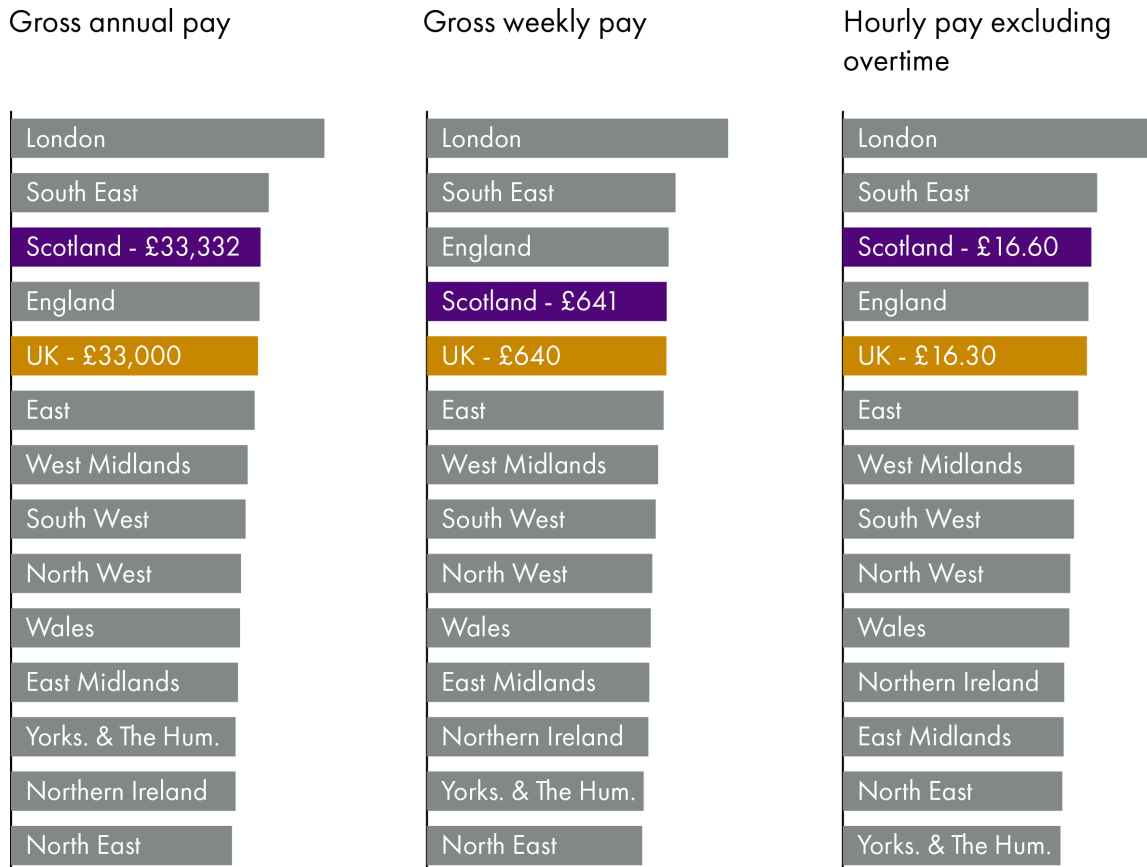 Gross annual pay
London
South East
Scotland - £33,332
England
UK - £33,000
East
West Midlands
South West
North West
Wales
East Midlands
Yorks. & The Hum.
Northern Ireland
North East
Gross weekly pay
London
South East
England
Scotland - £641
UK - £640
East
West Midlands
South West
North West
Wales
East Midlands
Northern Ireland
Yorks. & The Hum.
North East
Hourly pay excluding
overtime
London
South East
Scotland - £16.60
England
UK - £16.30
East
West Midlands
South West
North West
Wales
Northern Ireland
East Midlands
North East
Yorks. & The Hum.